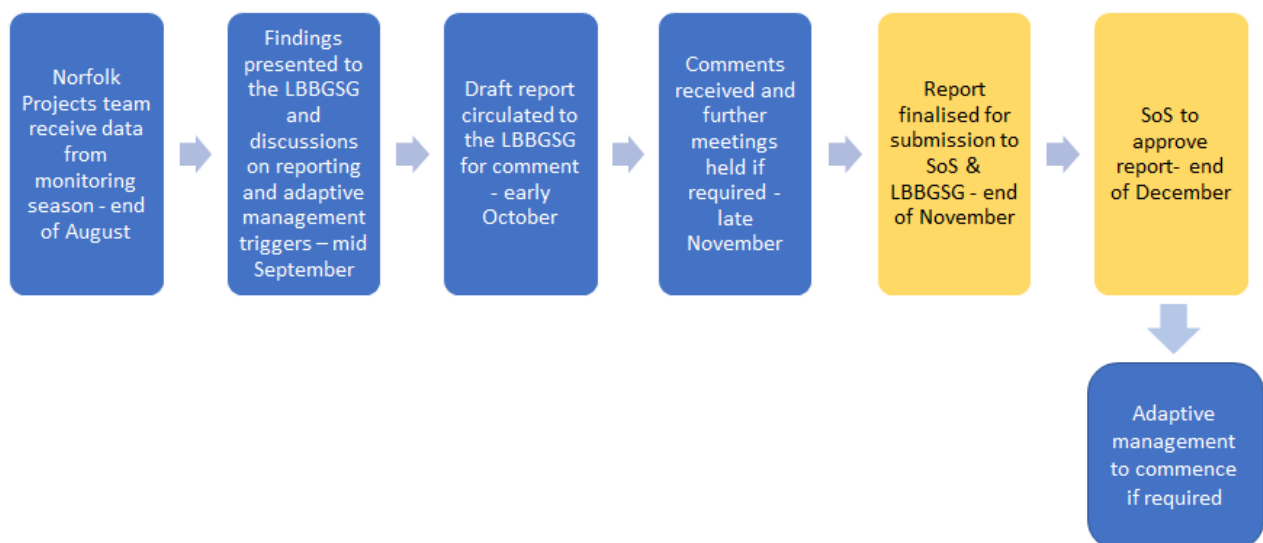 Norfolk
Projects team
receive data
from
monitoring
season - end
of August
Findings
presented to
the LBBGSG
and
discussions
on reporting
and adaptive
management
triggers – mid
September
Draft report
circulated to
the LBBGSG
for comment
- early
October
Comments
received and
further
meetings
held if
required -
late
November
Report
finalised for
submission to
SoS &
LBBGSG - end
of November
SoS to
approve
report- end
of December
Adaptive
management
to commence
if required